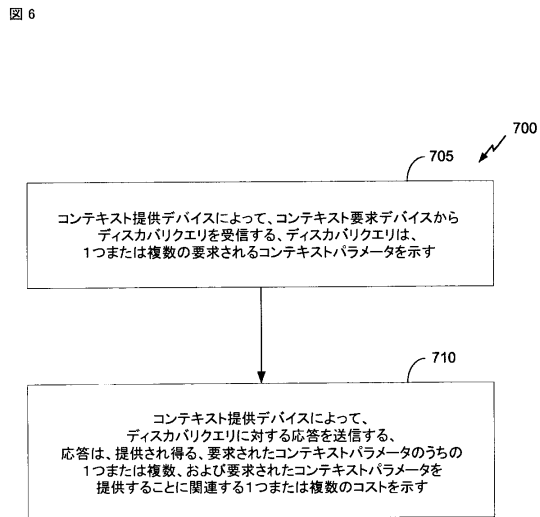 図 6
700
705
コンテキスト提供デバイスによって、コンテキスト要求デバイスから
ディスカバリクエリを受信する、ディスカバリクエリは、
1つまたは複数の要求されるコンテキストパラメータを示す
710
コンテキスト提供デバイスによって、
ディスカバリクエリに対する応答を送信する、
応答は、提供され得る、要求されたコンテキストパラメータのうちの
1つまたは複数、および要求されたコンテキストパラメータを
提供することに関連する1つまたは複数のコストを示す